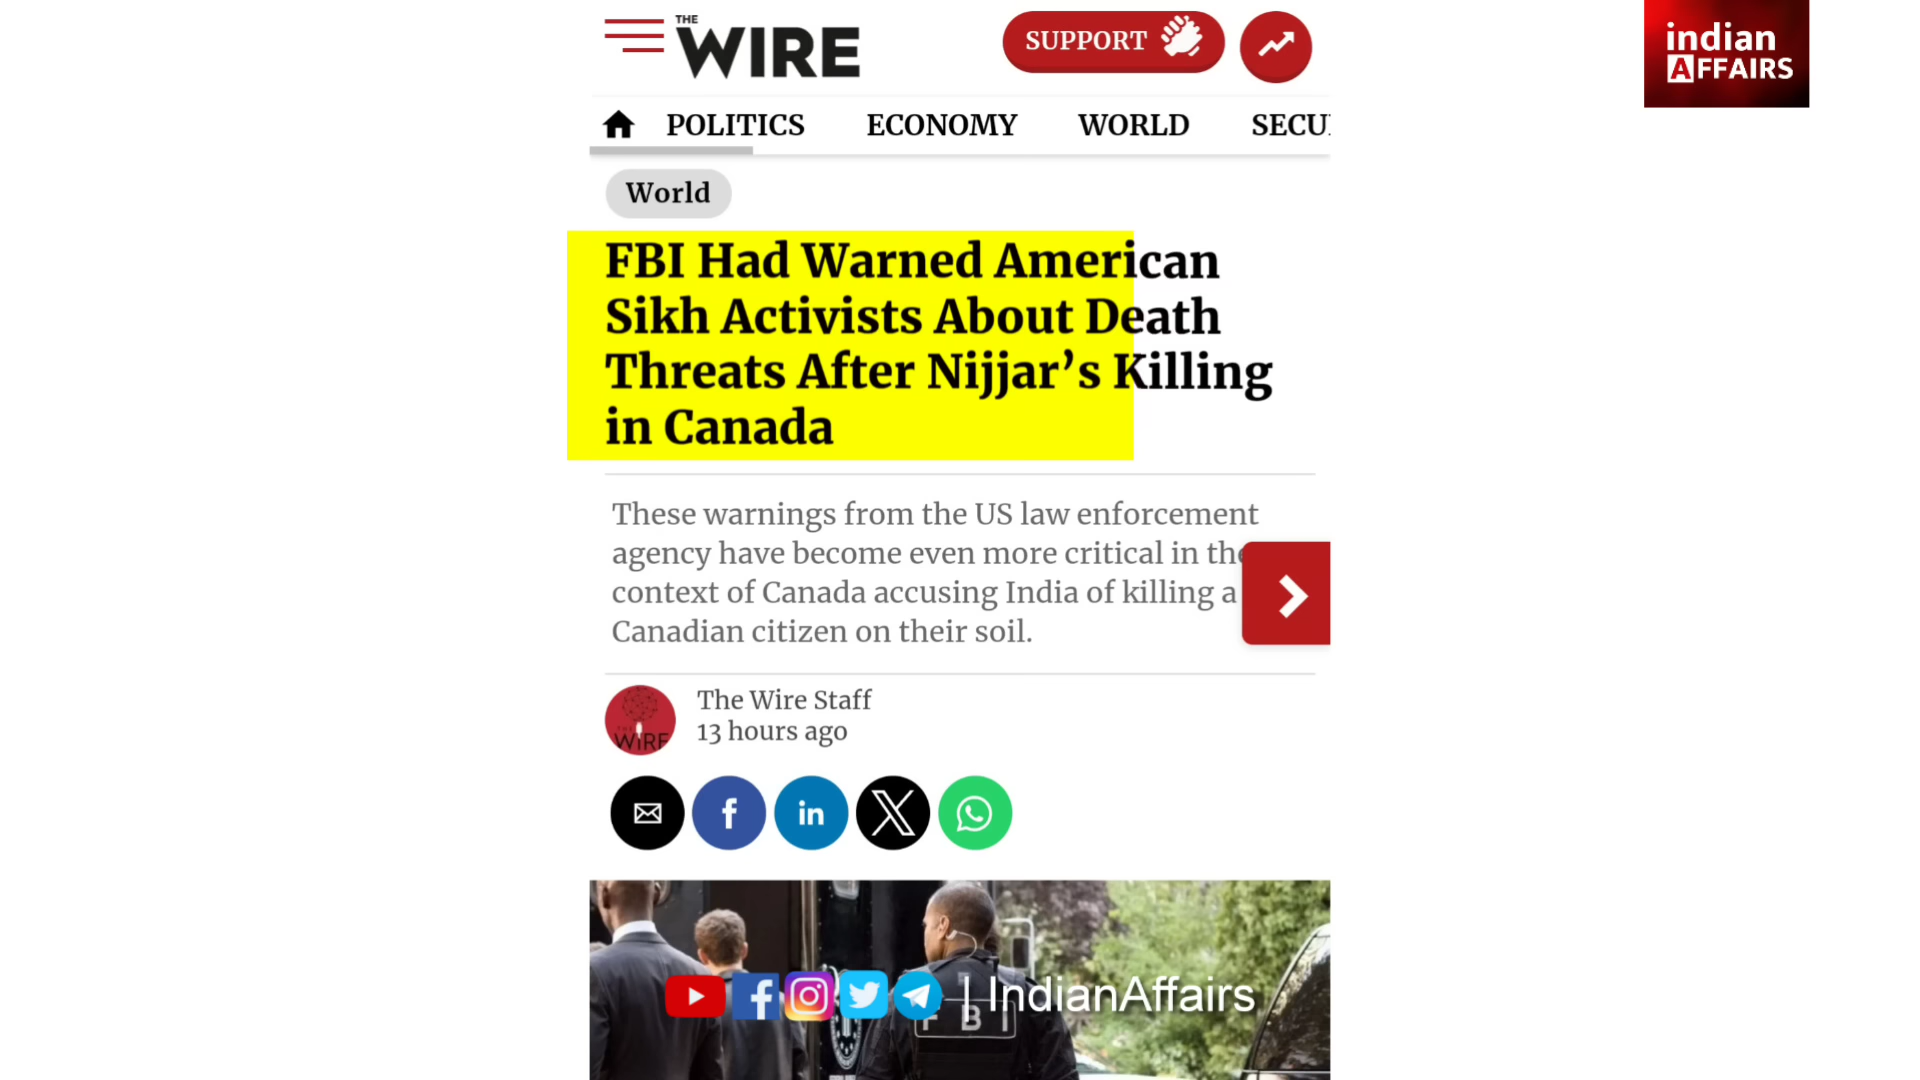 THE
WIRE
SUPPORT
indian
AFFAIRS
POLITICS ECONOMY WORLD SECU
World
FBI Had Warned American
Sikh Activists About Death
Threats After Nijjar’s Killing
in Canada
These warnings from the US law enforcement
agency have become even more critical in the
context of Canada accusing India of killing a
Canadian citizen on their soil.
The Wire Staff
13 hours ago
THE
WIRE
| IndianAffairs
FBI